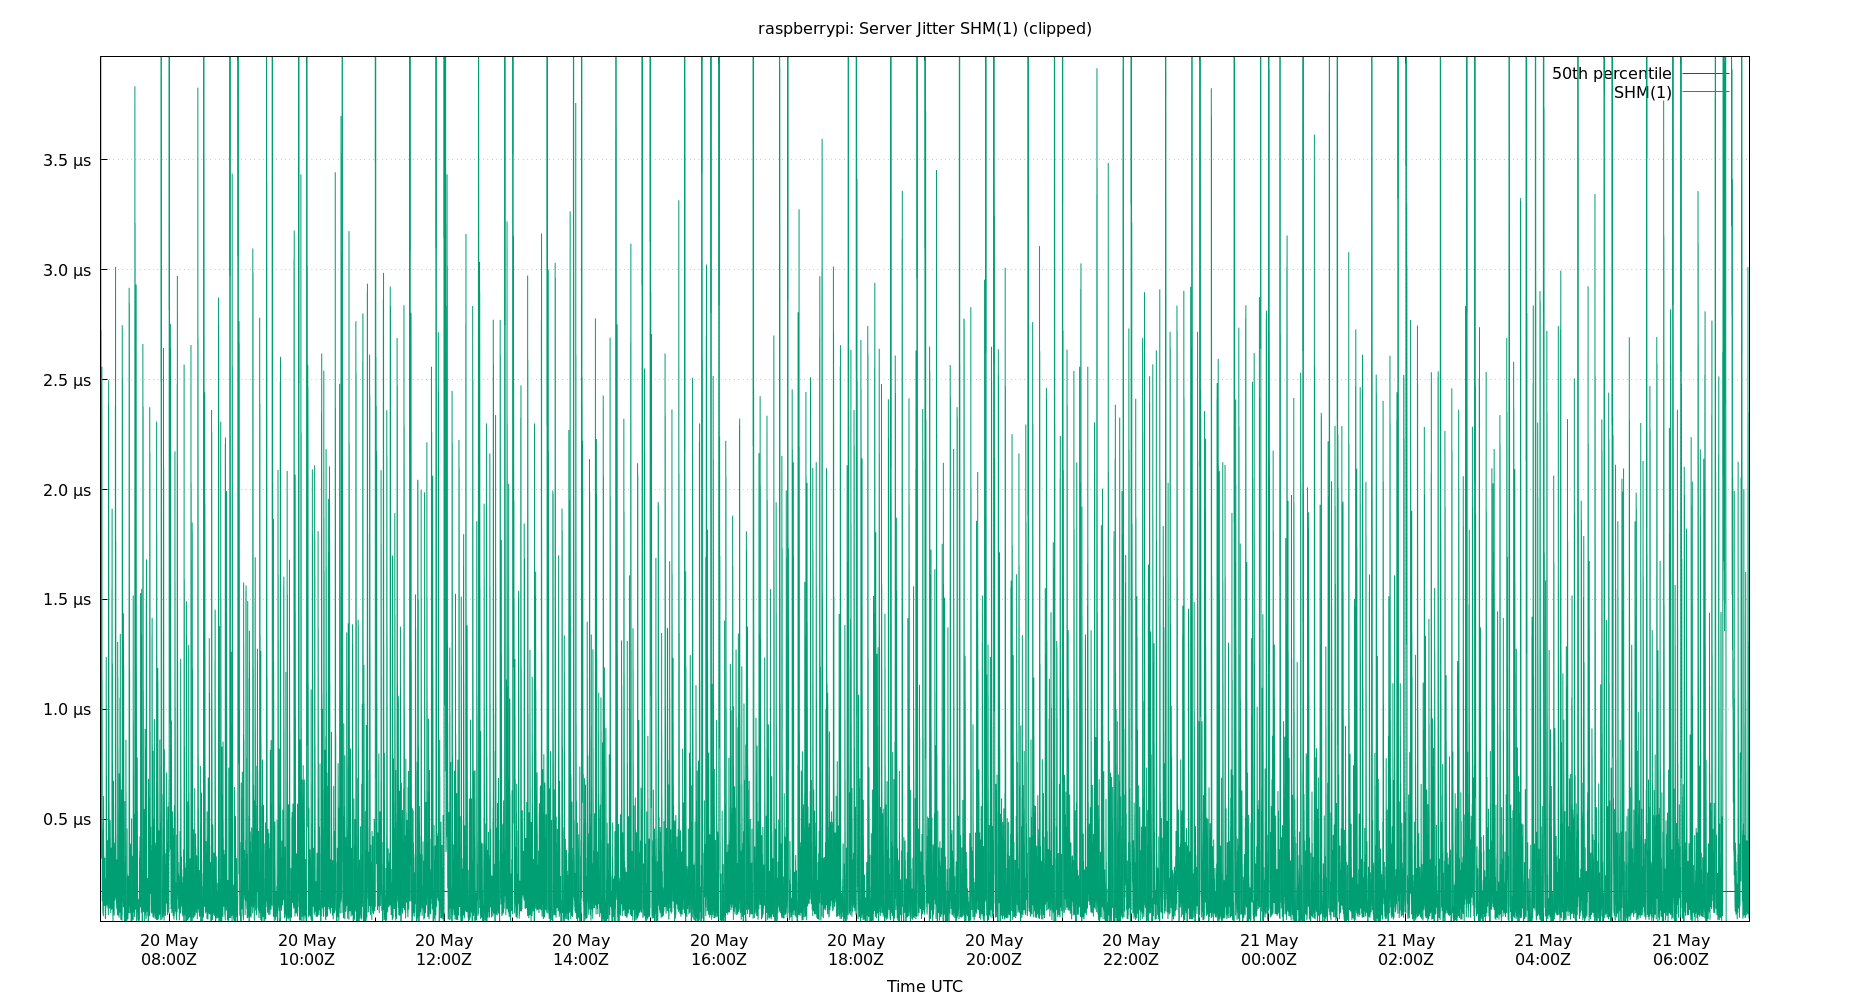 raspberrypi: Server Jitter SHM(1) (clipped)
50th percentile
SHM(1)
3.5 µs
3.0 µs
2.5 µs
2.0 µs
1.5 µs
1.0 µs
0.5 µs
20 May 20 May 20 May 20 May 20 May 20 May 20 May 20 May 21 May 21 May 21 May 21 May
08:00Z 10:00Z 12:00Z 14:00Z 16:00Z 18:00Z 20:00Z 22:00Z 00:00Z 02:00Z 04:00Z 06:00Z
Time UTC